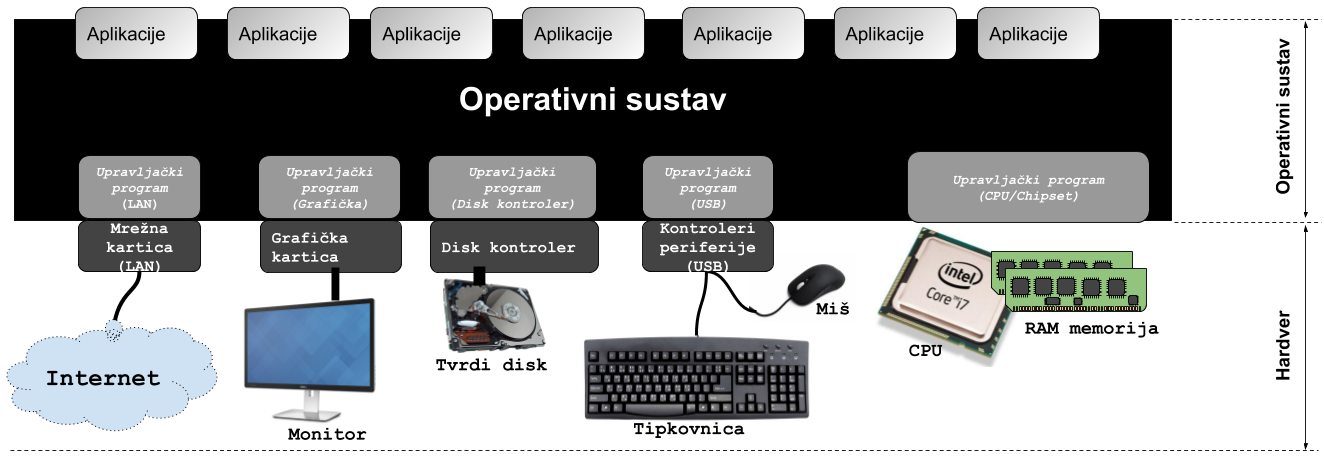 Aplikacije
Aplikacije
Aplikacije
Aplikacije
Aplikacije
Aplikacije
Aplikacije
Operativni sustav
Operativni sustav
Upravljački
program
(LAN)
Upravljački
program
(Grafička)
Upravljački
program
(Disk kontroler)
Upravljački
program
(USB)
Upravljački program
(CPU/Chipset)
Mrežna
kartica
(LAN)
Grafička
kartica
Disk kontroler
Kontroleri
periferije
(USB)
intel
Core™ i7
Miš
RAM memorija
CPU
Tvrdi disk
Internet
Monitor
Tipkovnica
Hardver